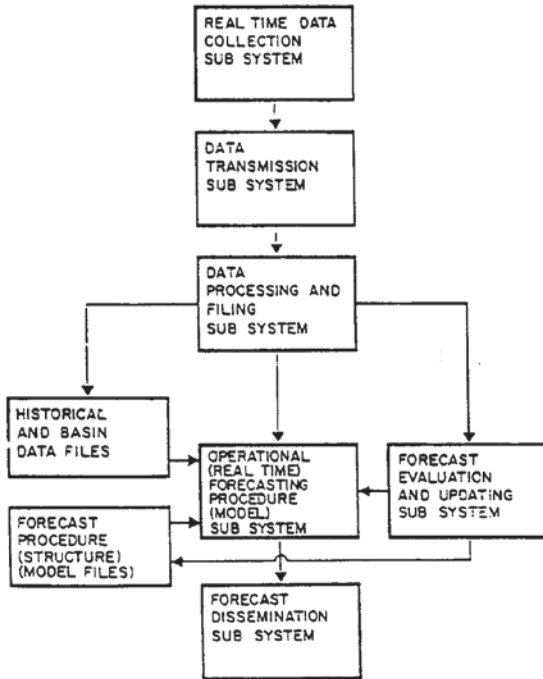 REAL TIME DATA
COLLECTION
SUB SYSTEM
DATA
TRANSMISSION
SUB SYSTEM
DATA
PROCESSING AND
FILING
SUB SYSTEM
HISTORICAL
AND BASIN
DATA FILES
OPERATIONAL
(REAL TIME)
FORECASTING
PROCEDURE
(MODEL)
SUB SYSTEM
FORECAST
EVALUATION
AND UPDATING
SUB SYSTEM
FORECAST
PROCEDURE
(STRUCTURE)
(MODEL FILES)
FORECAST
DISSEMINATION
SUB SYSTEM